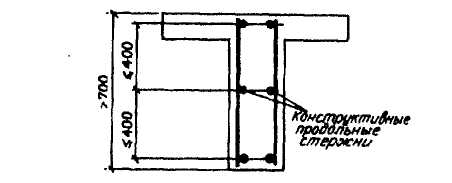 >700
≤400
≤400
Конструктивные
продольные
стержни